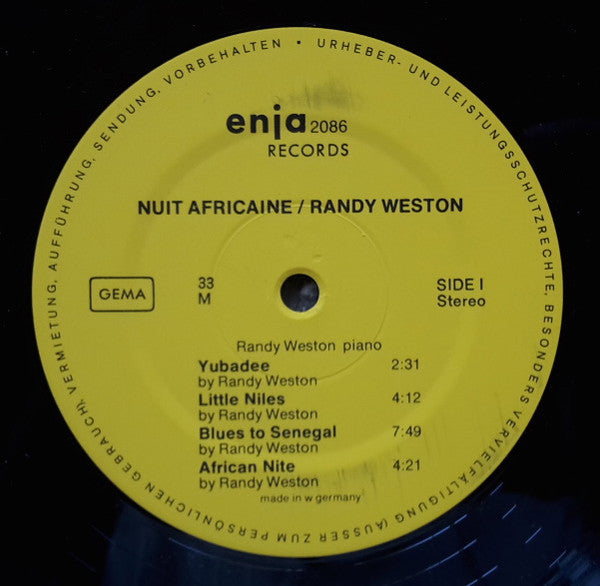 URHEBER- UND LEISTUNGSSCHUTZRECHTE, BESONDERS VERVIELFÄLTIGUNG (AUSSER ZUM PERSÖNLICHEN GEBRAUCH), VERMIETUNG, AUFFÜHRUNG, SENDUNG, VORBEHALTEN •
enja 2086
RECORDS
NUIT AFRICAINE / RANDY WESTON
GEMA
33
M
SIDE I
Stereo
Randy Weston piano
Yubadee 2:31
by Randy Weston
Little Niles 4:12
by Randy Weston
Blues to Senegal 7:49
by Randy Weston
African Nite 4:21
by Randy Weston
made in w germany